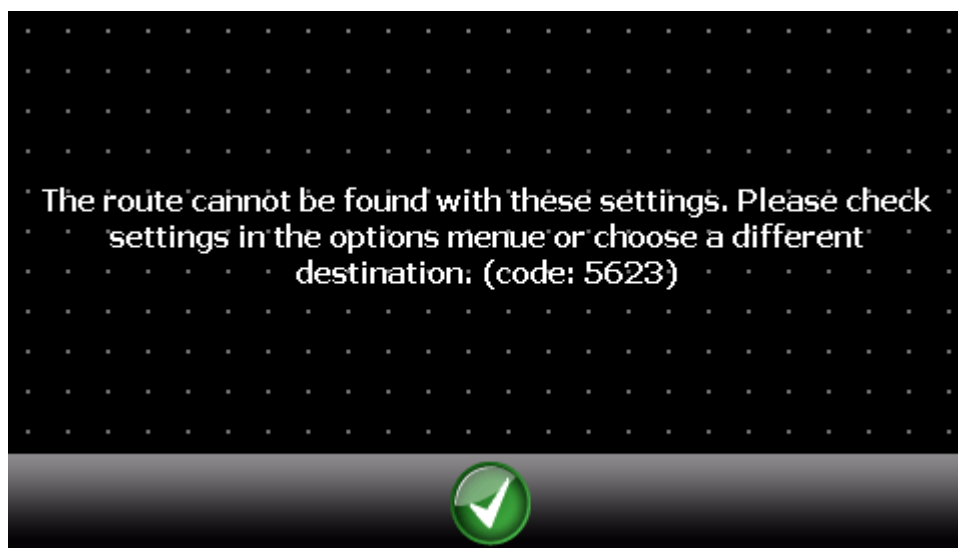 The route cannot be found with these settings. Please check
settings in the options menue or choose a different
destination. (code: 5623)